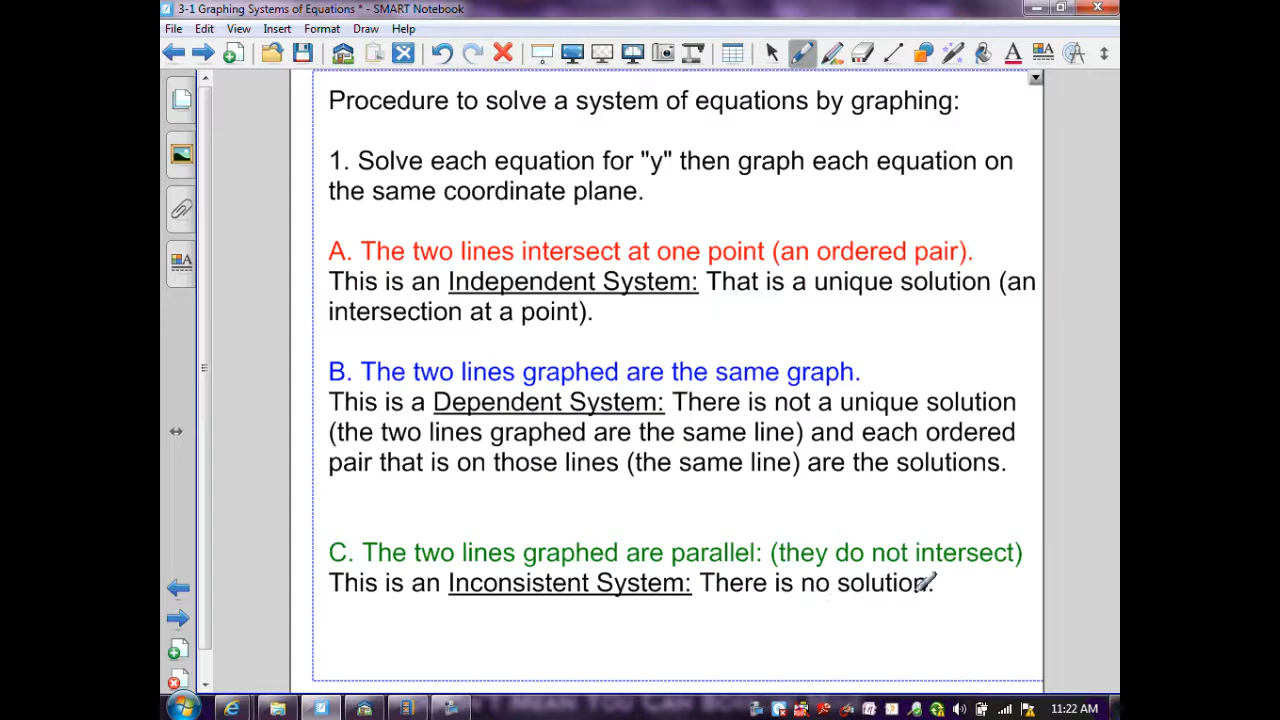 3-1 Graphing Systems of Equations * - SMART Notebook
File Edit View Insert Format Draw Help
Procedure to solve a system of equations by graphing:
1. Solve each equation for "y" then graph each equation on
the same coordinate plane.
A. The two lines intersect at one point (an ordered pair).
This is an Independent System: That is a unique solution (an
intersection at a point).
B. The two lines graphed are the same graph.
This is a Dependent System: There is not a unique solution
(the two lines graphed are the same line) and each ordered
pair that is on those lines (the same line) are the solutions.
C. The two lines graphed are parallel: (they do not intersect)
This is an Inconsistent System: There is no solution.
11:22 AM